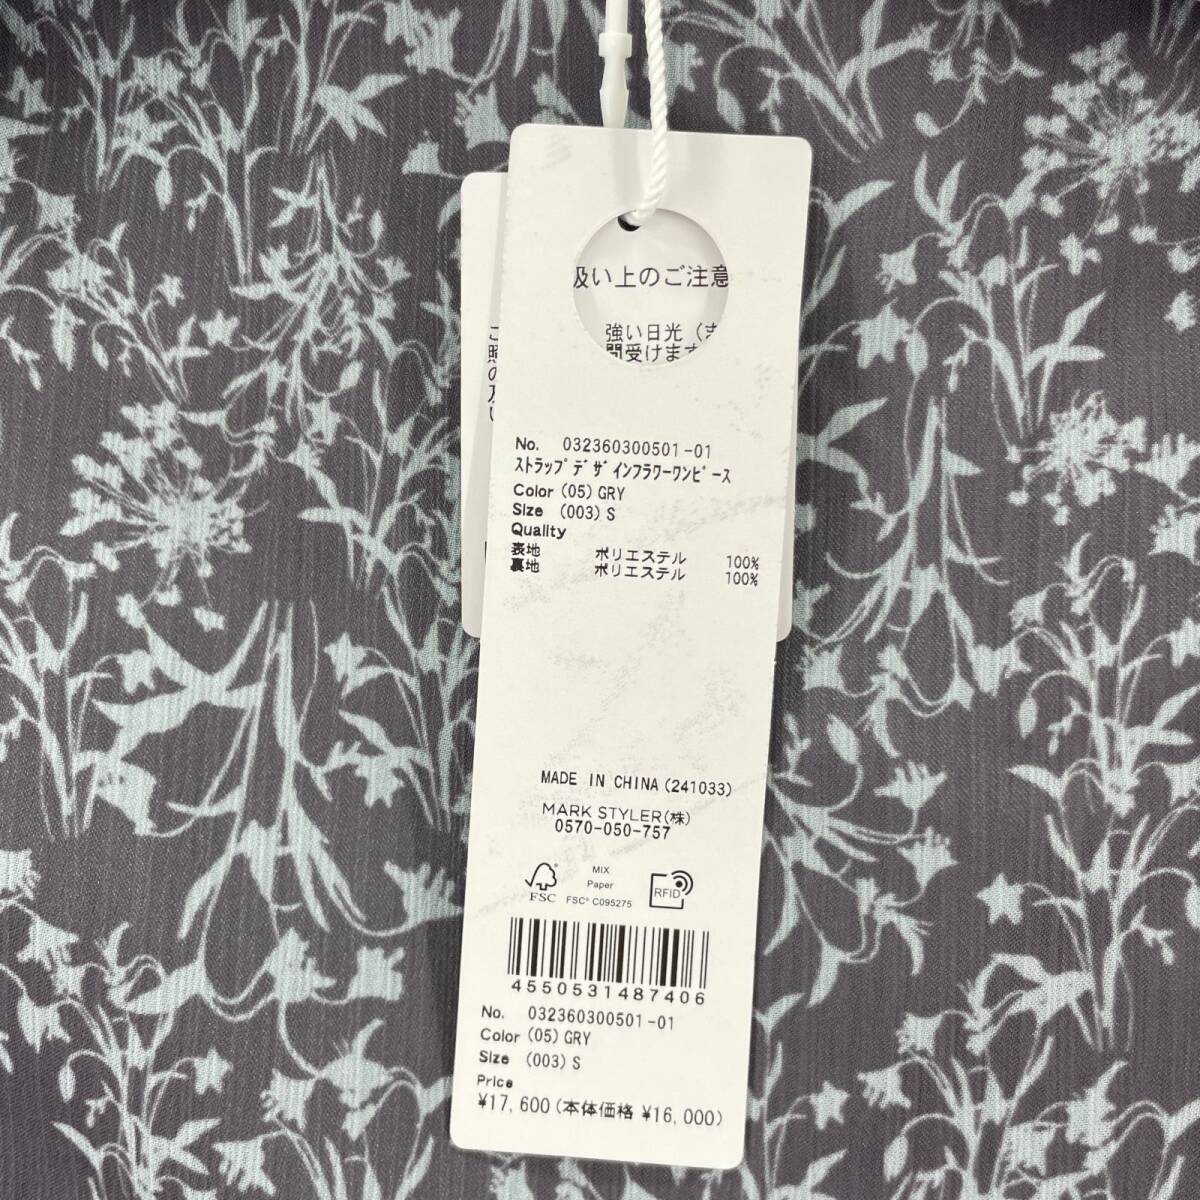 扱い上のご注意
強い日光（ま
間受けます
No. 032360300501-01
ｽﾄﾗｯﾌﾟﾃﾞｻﾞｲﾝﾌﾗﾜｰﾜﾝﾋﾟｰｽ
Color (05) GRY
Size (003) S
Quality
表地 ポリエステル 100%
裏地 ポリエステル 100%
MADE IN CHINA (241033)
MARK STYLER(株)
0570-050-757
MIX
Paper
FSC FSC® C095275
RFID
4550531487406
No. 032360300501-01
Color (05) GRY
Size (003) S
Price
¥17,600 (本体価格 ¥16,000)